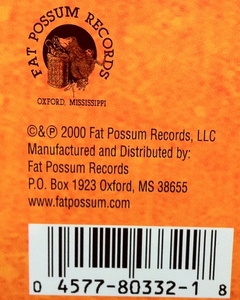 FAT POSSUM RECORDS
OXFORD, MISSISSIPPI
©&℗ 2000 Fat Possum Records, LLC
Manufactured and Distributed by:
Fat Possum Records
P.O. Box 1923 Oxford, MS 38655
www.fatpossum.com
0 4577-80332-1 8